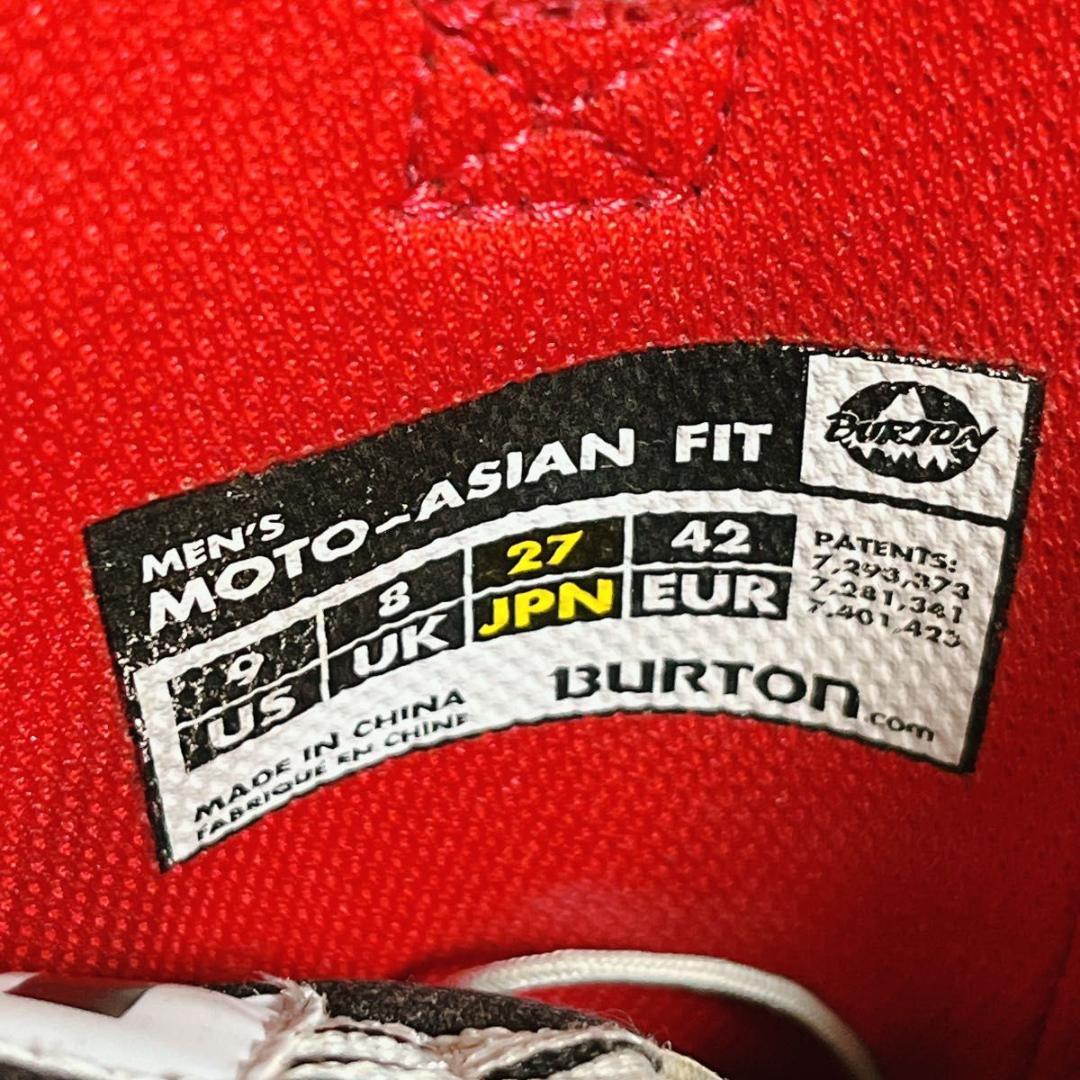 MEN'S
MOTO-ASIAN FIT
BURTON
9 8 27 42
US UK JPN EUR
PATENTS:
7,293,373
7,281,341
7,401,423
MADE IN CHINA
FABRIQUE EN CHINE
BURTON.com